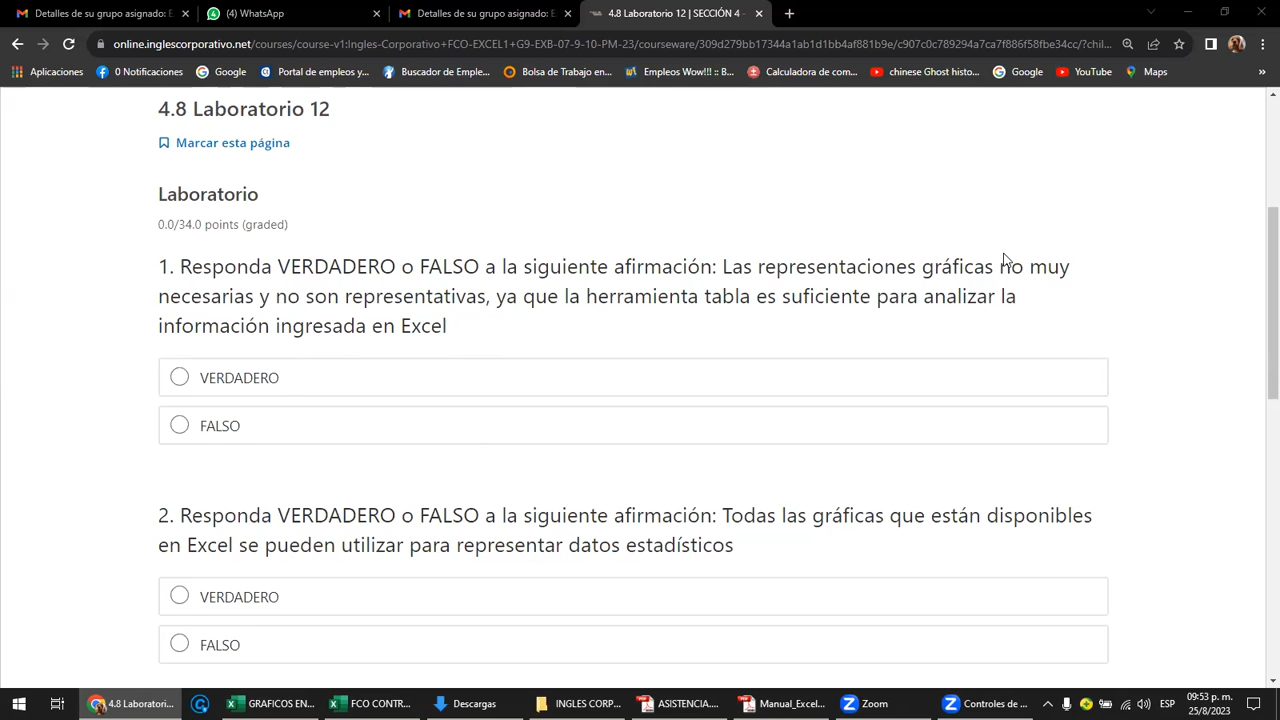 Detalles de su grupo asignado: E
(4) WhatsApp
Detalles de su grupo asignado: E
4.8 Laboratorio 12 | SECCIÓN 4 -
online.inglescorporativo.net/courses/course-v1:Ingles-Corporativo+FCO-EXCEL1+G9-EXB-07-9-10-PM-23/courseware/309d279bb17344a1ab1d1bb4af881b9e/c907c0c789294a7ca7f886f58fbe34cc/?chil...
Aplicaciones
0 Notificaciones
Google
Portal de empleos y...
Buscador de Emple...
Bolsa de Trabajo en...
Empleos Wow!!! :: B...
Calculadora de com...
chinese Ghost histo...
Google
YouTube
Maps
4.8 Laboratorio 12
Marcar esta página
Laboratorio
0.0/34.0 points (graded)
1. Responda VERDADERO o FALSO a la siguiente afirmación: Las representaciones gráficas no muy
necesarias y no son representativas, ya que la herramienta tabla es suficiente para analizar la
información ingresada en Excel
VERDADERO
FALSO
2. Responda VERDADERO o FALSO a la siguiente afirmación: Todas las gráficas que están disponibles
en Excel se pueden utilizar para representar datos estadísticos
VERDADERO
FALSO
4.8 Laboratori...
GRAFICOS EN...
FCO CONTR...
Descargas
INGLES CORP...
ASISTENCIA....
Manual_Excel...
Zoom
Controles de ...
ESP
09:53 p. m.
25/8/2023